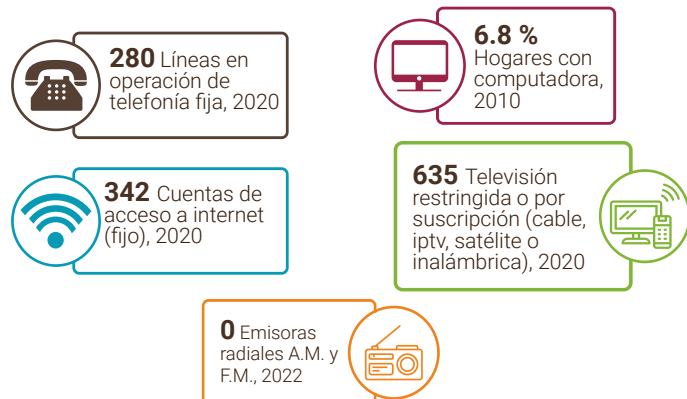 280 Líneas en
operación de
telefonía fija, 2020
6.8 %
Hogares con
computadora,
2010
342 Cuentas de
acceso a internet
(fijo), 2020
635 Televisión
restringida o por
suscripción (cable,
iptv, satélite o
inalámbrica), 2020
0 Emisoras
radiales A.M. y
F.M., 2022